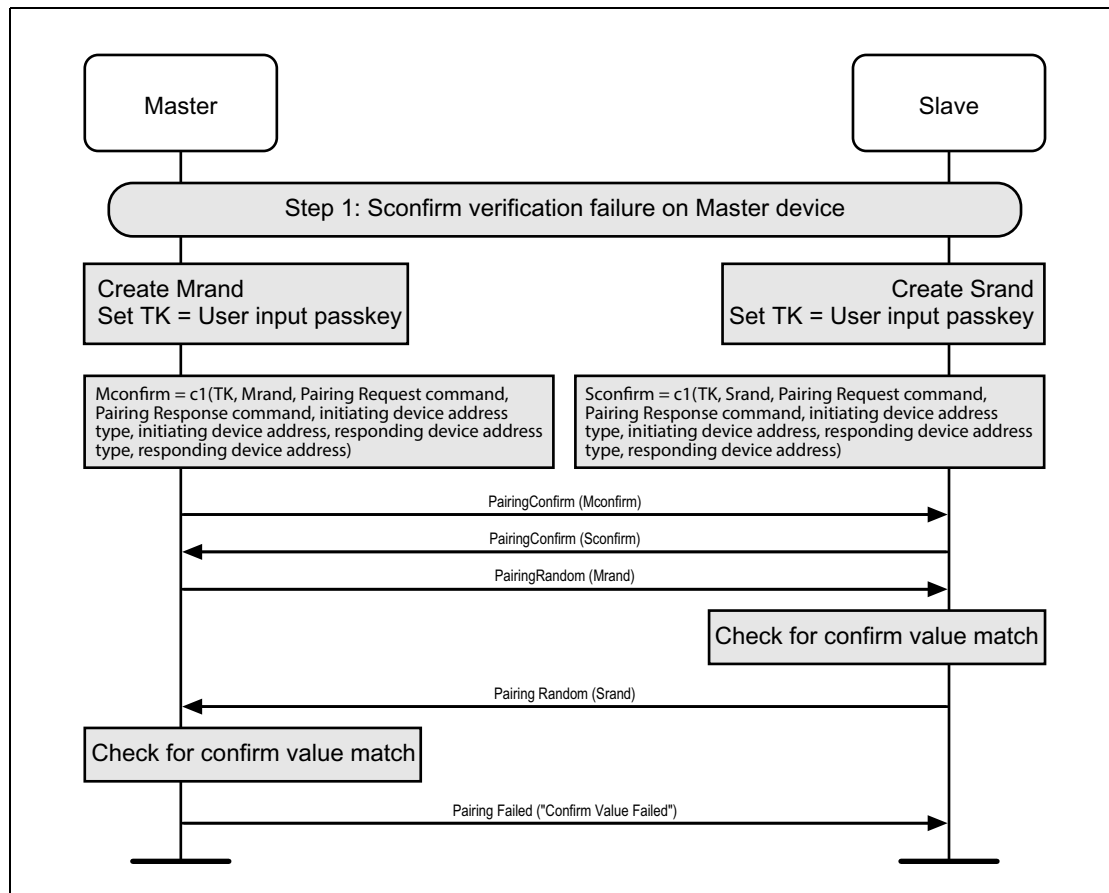 Master
Slave
Step 1: Sconfirm verification failure on Master device
Create Mrand
Set TK = User input passkey
Create Srand
Set TK = User input passkey
Mconfirm = c1(TK, Mrand, Pairing Request command,
Pairing Response command, initiating device address
type, initiating device address, responding device address
type, responding device address)
Sconfirm = c1(TK, Srand, Pairing Request command,
Pairing Response command, initiating device address
type, initiating device address, responding device address
type, responding device address)
PairingConfirm (Mconfirm)
PairingConfirm (Sconfirm)
PairingRandom (Mrand)
Check for confirm value match
Pairing Random (Srand)
Check for confirm value match
Pairing Failed ("Confirm Value Failed")